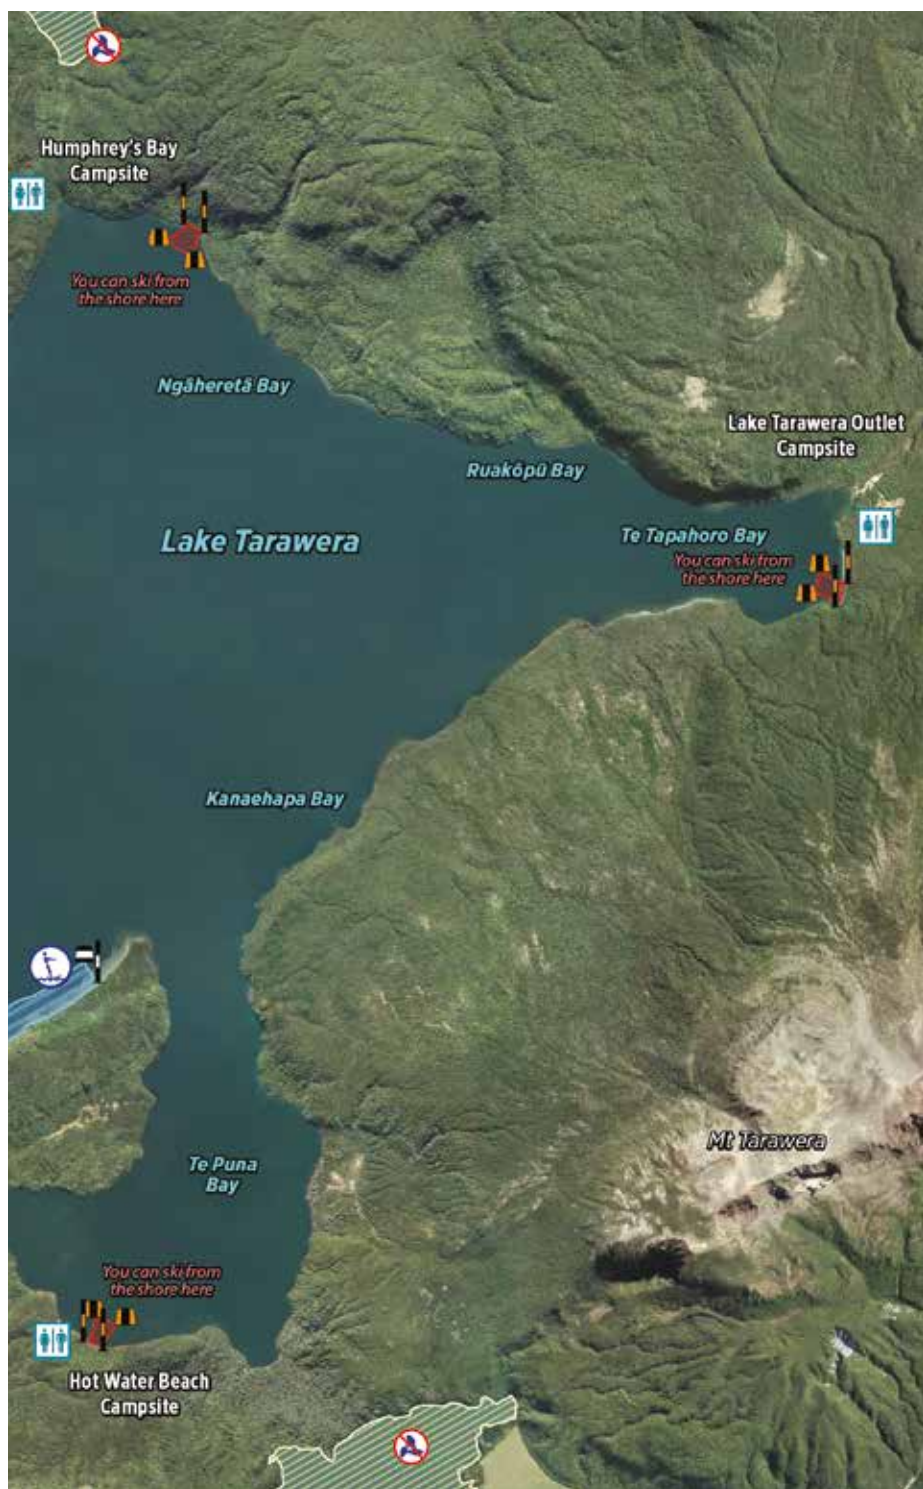 Humphrey's Bay
Campsite
You can ski from
the shore here
Ngāheretā Bay
Lake Tarawera Outlet
Campsite
Ruakōpū Bay
Lake Tarawera
Te Tapahoro Bay
You can ski from
the shore here
Kanaehapa Bay
Mt Tarawera
Te Puna
Bay
You can ski from
the shore here
Hot Water Beach
Campsite